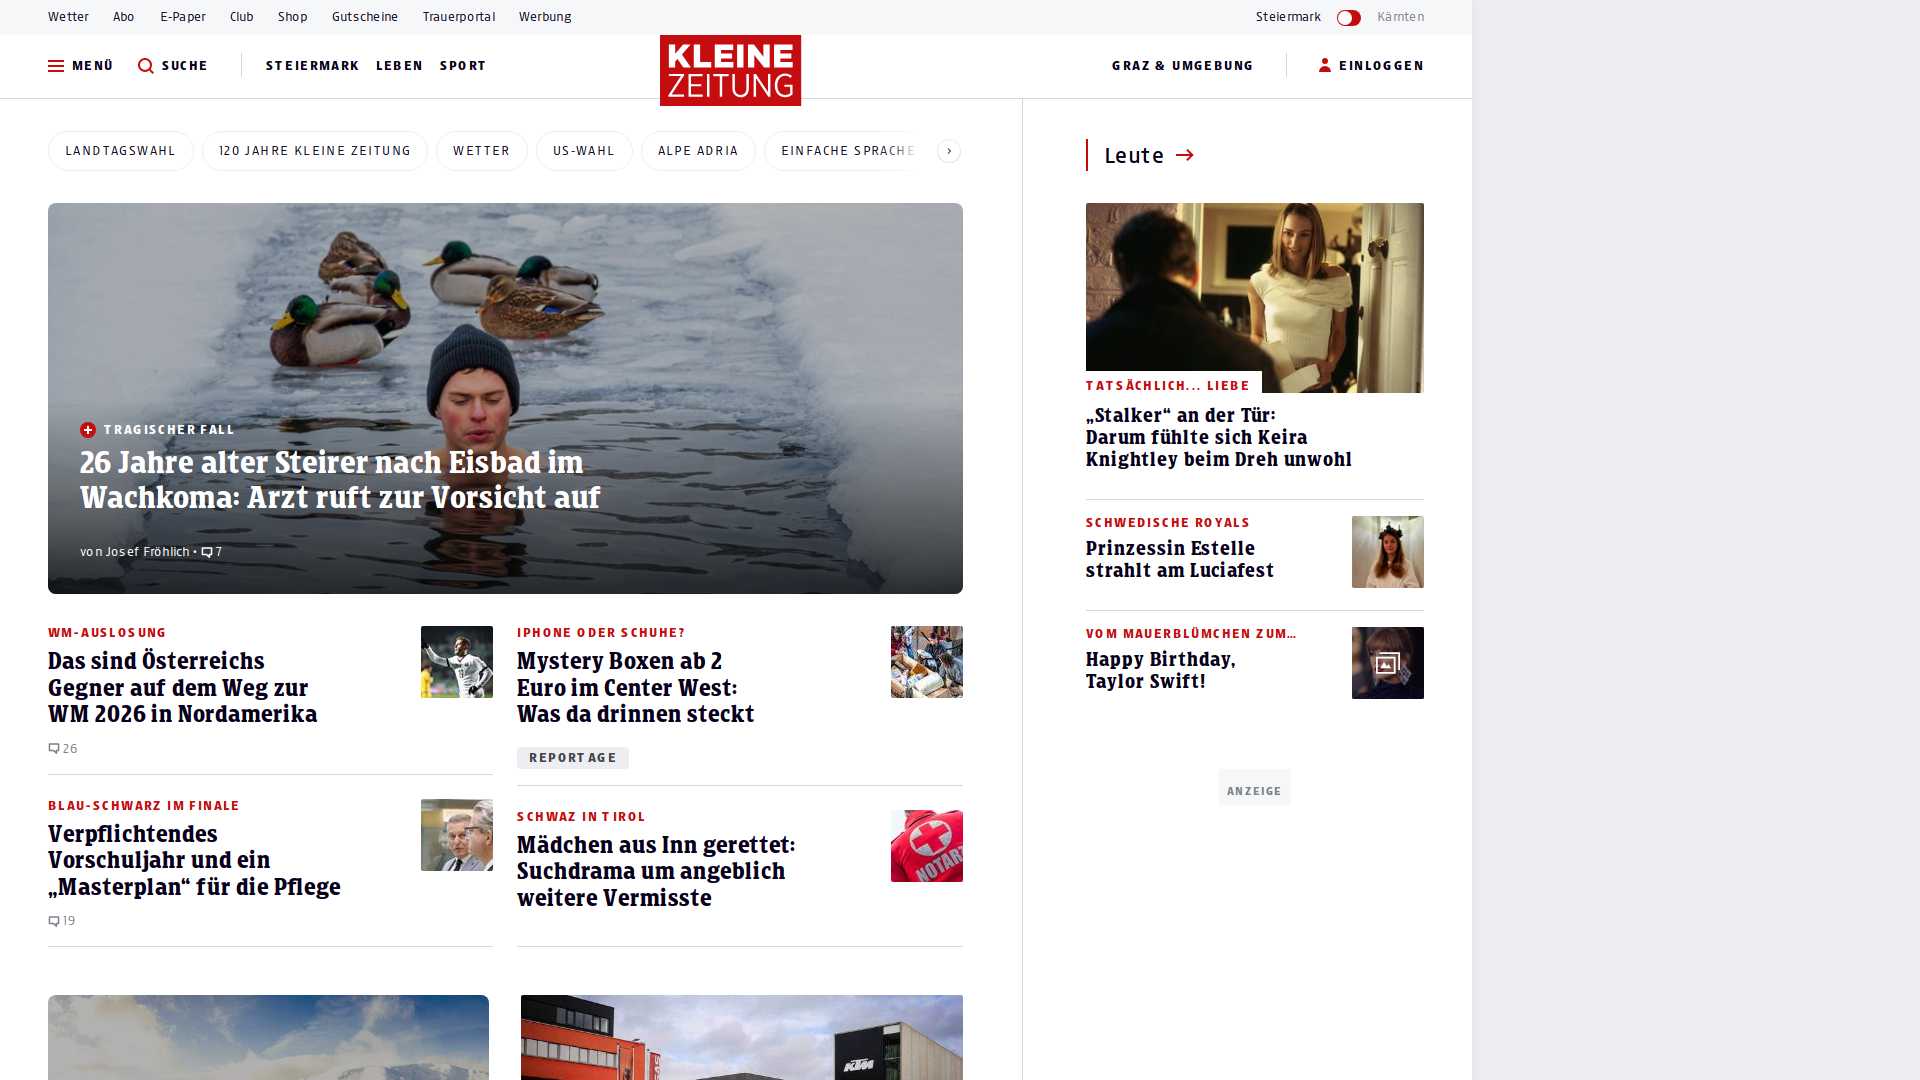 Wetter Abo E-Paper Club Shop Gutscheine Trauerportal Werbung
Steiermark Kärnten
MENÜ SUCHE STEIERMARK LEBEN SPORT
KLEINE
ZEITUNG
GRAZ & UMGEBUNG EINLOGGEN
LANDTAGSWAHL 120 JAHRE KLEINE ZEITUNG WETTER US-WAHL ALPE ADRIA EINFACHE SPRACHE
TRAGISCHER FALL
26 Jahre alter Steirer nach Eisbad im
Wachkoma: Arzt ruft zur Vorsicht auf
von Josef Fröhlich • 7
WM-AUSLOSUNG
Das sind Österreichs
Gegner auf dem Weg zur
WM 2026 in Nordamerika
26
IPHONE ODER SCHUHE?
Mystery Boxen ab 2
Euro im Center West:
Was da drinnen steckt
REPORTAGE
BLAU-SCHWARZ IM FINALE
Verpflichtendes
Vorschuljahr und ein
„Masterplan“ für die Pflege
19
SCHWAZ IN TIROL
Mädchen aus Inn gerettet:
Suchdrama um angeblich
weitere Vermisste
NOTARZ
KTM
Leute
TATSÄCHLICH... LIEBE
„Stalker“ an der Tür:
Darum fühlte sich Keira
Knightley beim Dreh unwohl
SCHWEDISCHE ROYALS
Prinzessin Estelle
strahlt am Luciafest
VOM MAUERBLÜMCHEN ZUM...
Happy Birthday,
Taylor Swift!
ANZEIGE